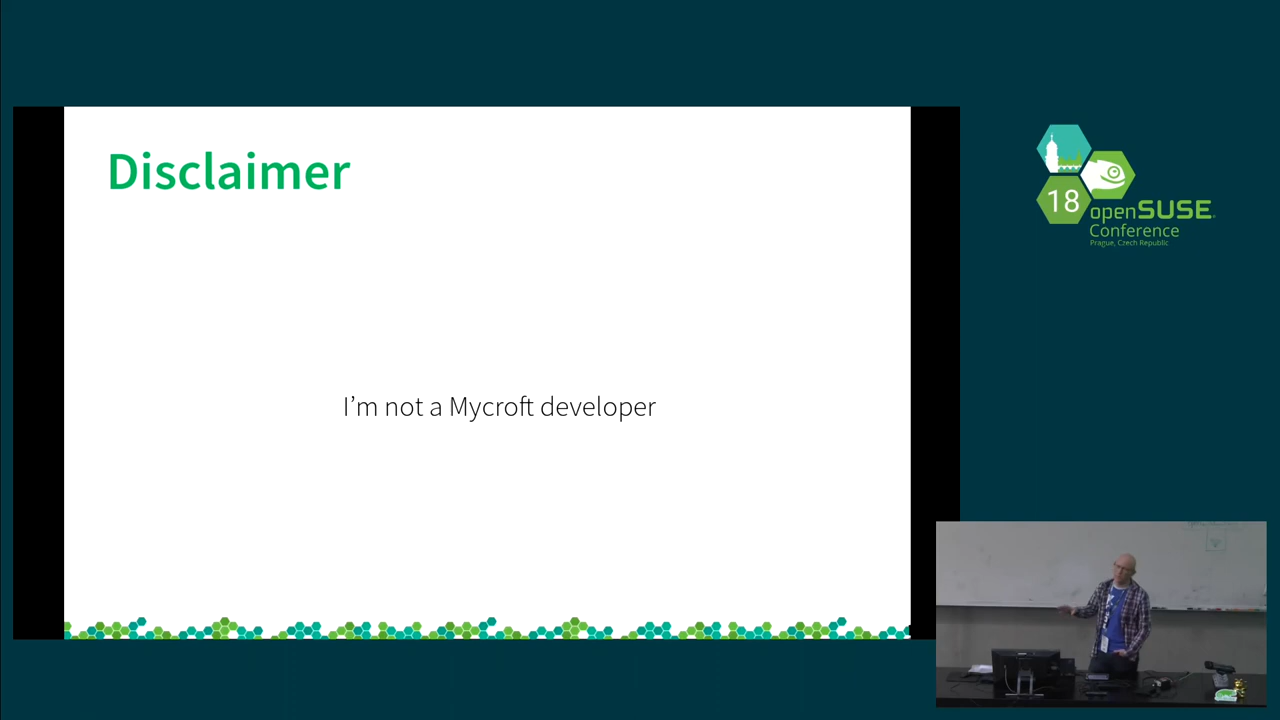 Disclaimer
I'm not a Mycroft developer
18
openSUSE
Conference
Prague, Czech Republic